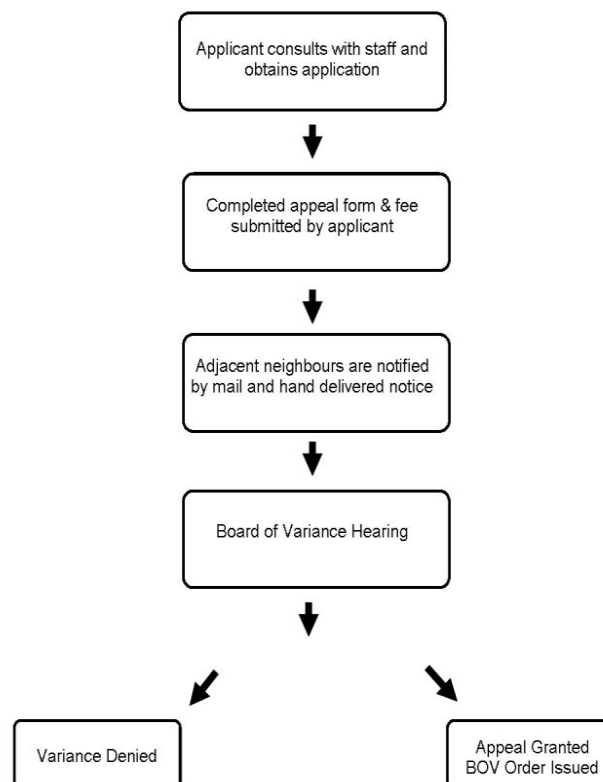 Applicant consults with staff and
obtains application
Completed appeal form & fee
submitted by applicant
Adjacent neighbours are notified
by mail and hand delivered notice
Board of Variance Hearing
Variance Denied
Appeal Granted
BOV Order Issued